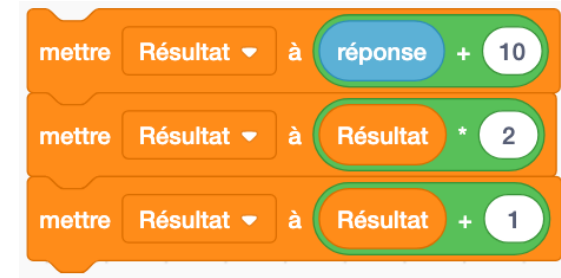 mettre Résultat à réponse + 10
mettre Résultat à Résultat * 2
mettre Résultat à Résultat + 1